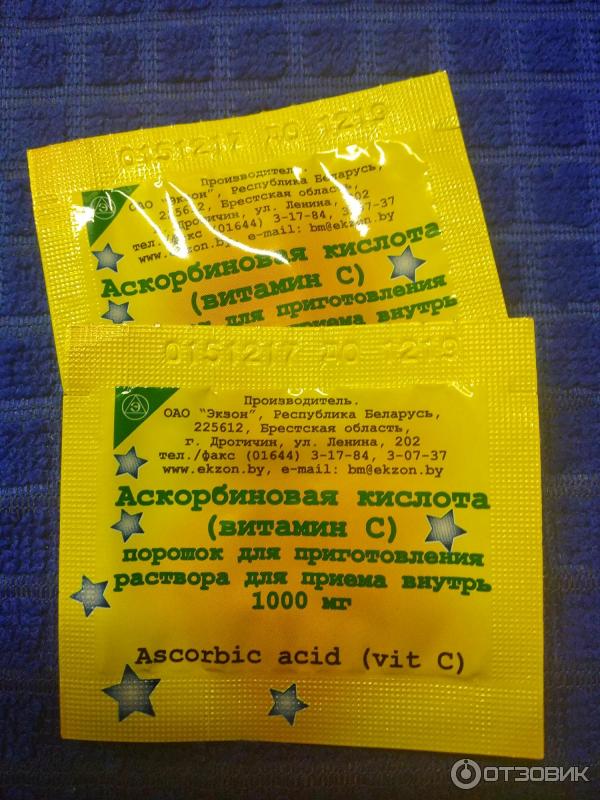 0151217 ДО 1219
Производитель.
ОАО "Экзон", Республика Беларусь,
225612, Брестская область,
Дрогичин, ул. Ленина, 202
тел./факс (01644) 3-17-84, 3-07-37
www.ekzon.by, e-mail: bm@ekzon.by
Аскорбиновая кислота
(витамин С)
для приготовления
приема внутрь
0151217 ДО 1219
Производитель.
ОАО "Экзон", Республика Беларусь,
225612, Брестская область,
г. Дрогичин, ул. Ленина, 202
тел./факс (01644) 3-17-84, 3-07-37
www.ekzon.by, e-mail: bm@ekzon.by
Аскорбиновая кислота
(витамин С)
порошок для приготовления
раствора для приема внутрь
1000 мг
Ascorbic acid (vit C)
ОТЗОВИК